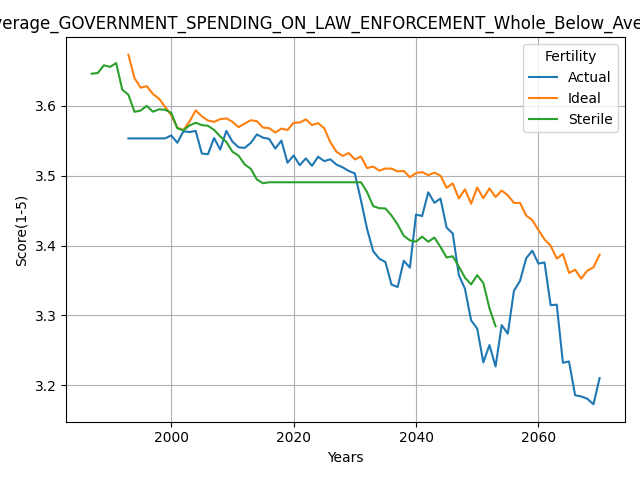 verage_GOVERNMENT_SPENDING_ON_LAW_ENFORCEMENT_Whole_Below_Ave
Fertility
Actual
Ideal
Sterile
Score(1-5)
3.6
3.5
3.4
3.3
3.2
2000 2020 2040 2060
Years